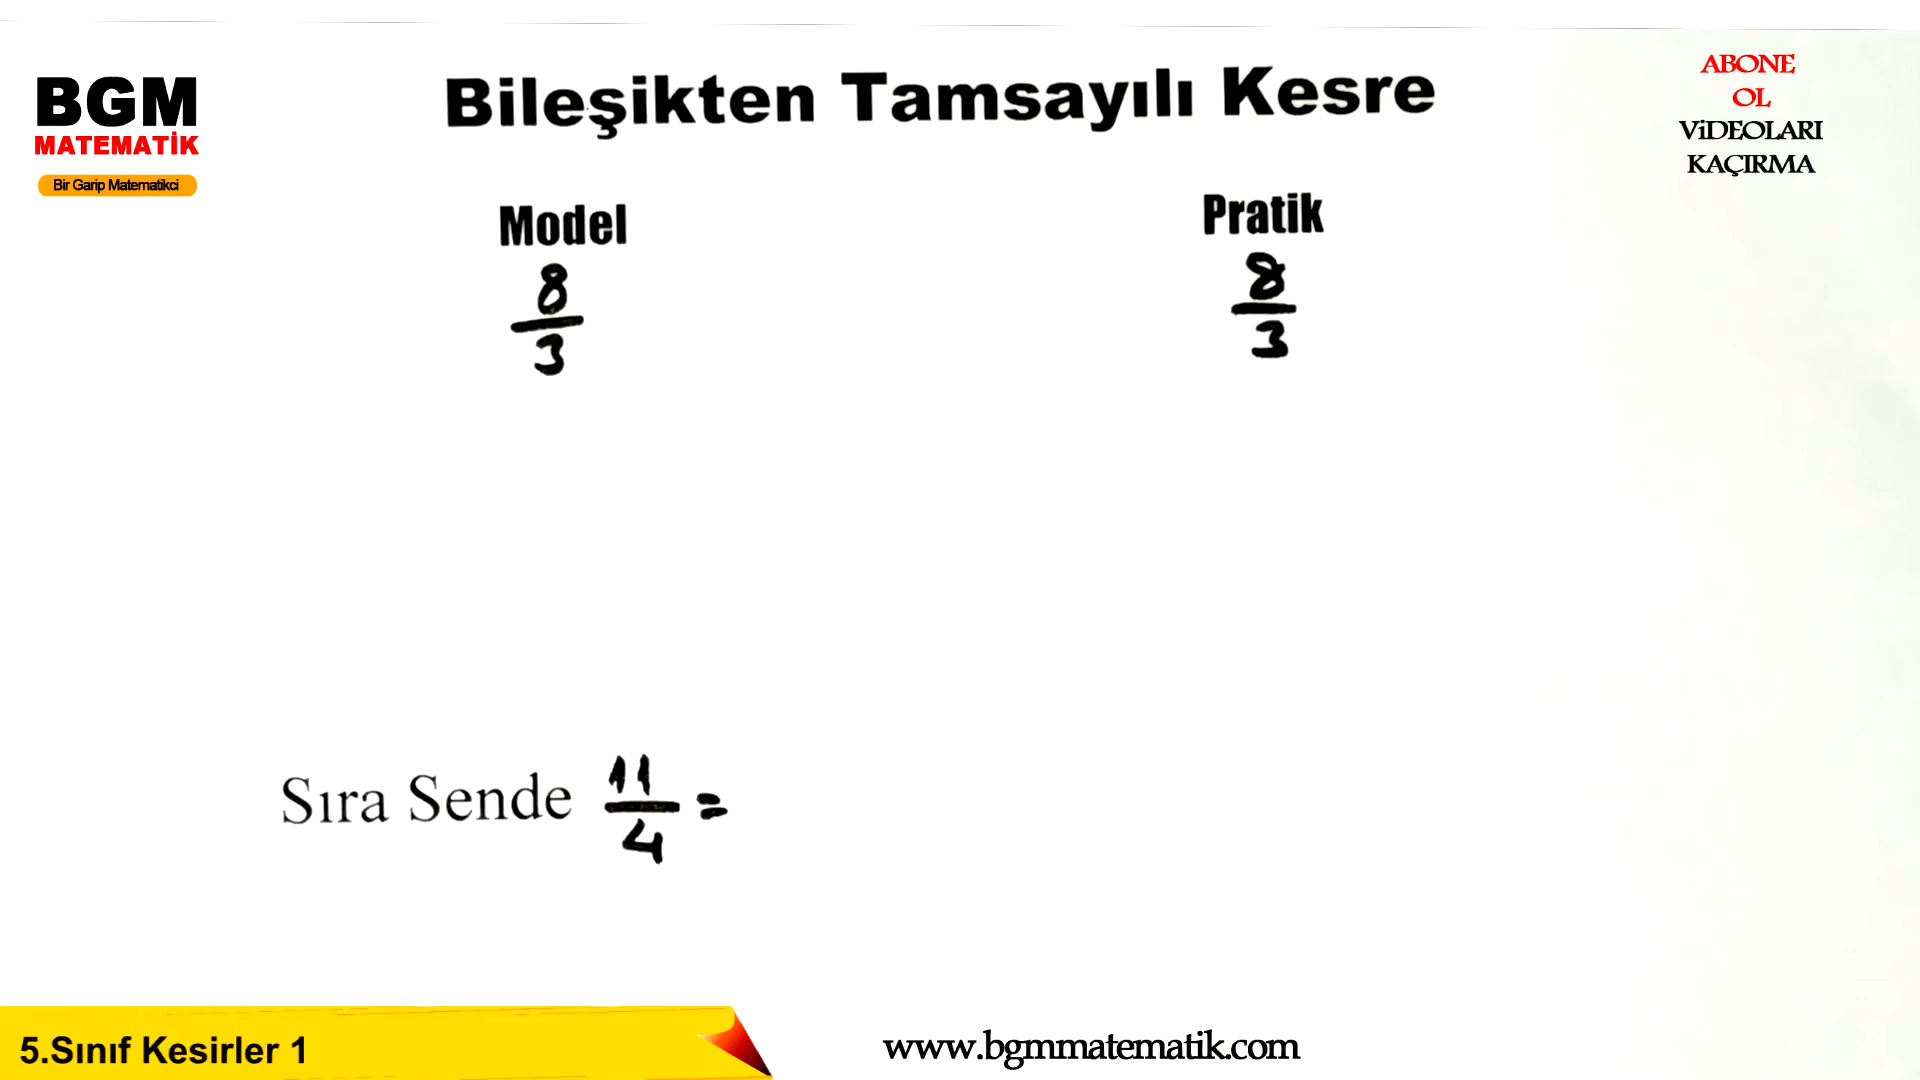 BGM
MATEMATİK
Bir Garip Matematikci
Bileşikten Tamsayılı Kesre
ABONE
OL
ViDEOLARI
KAÇIRMA
Model
8
3
Pratik
8
3
Sıra Sende 11/4 =
5.Sınıf Kesirler 1
www.bgmmatematik.com